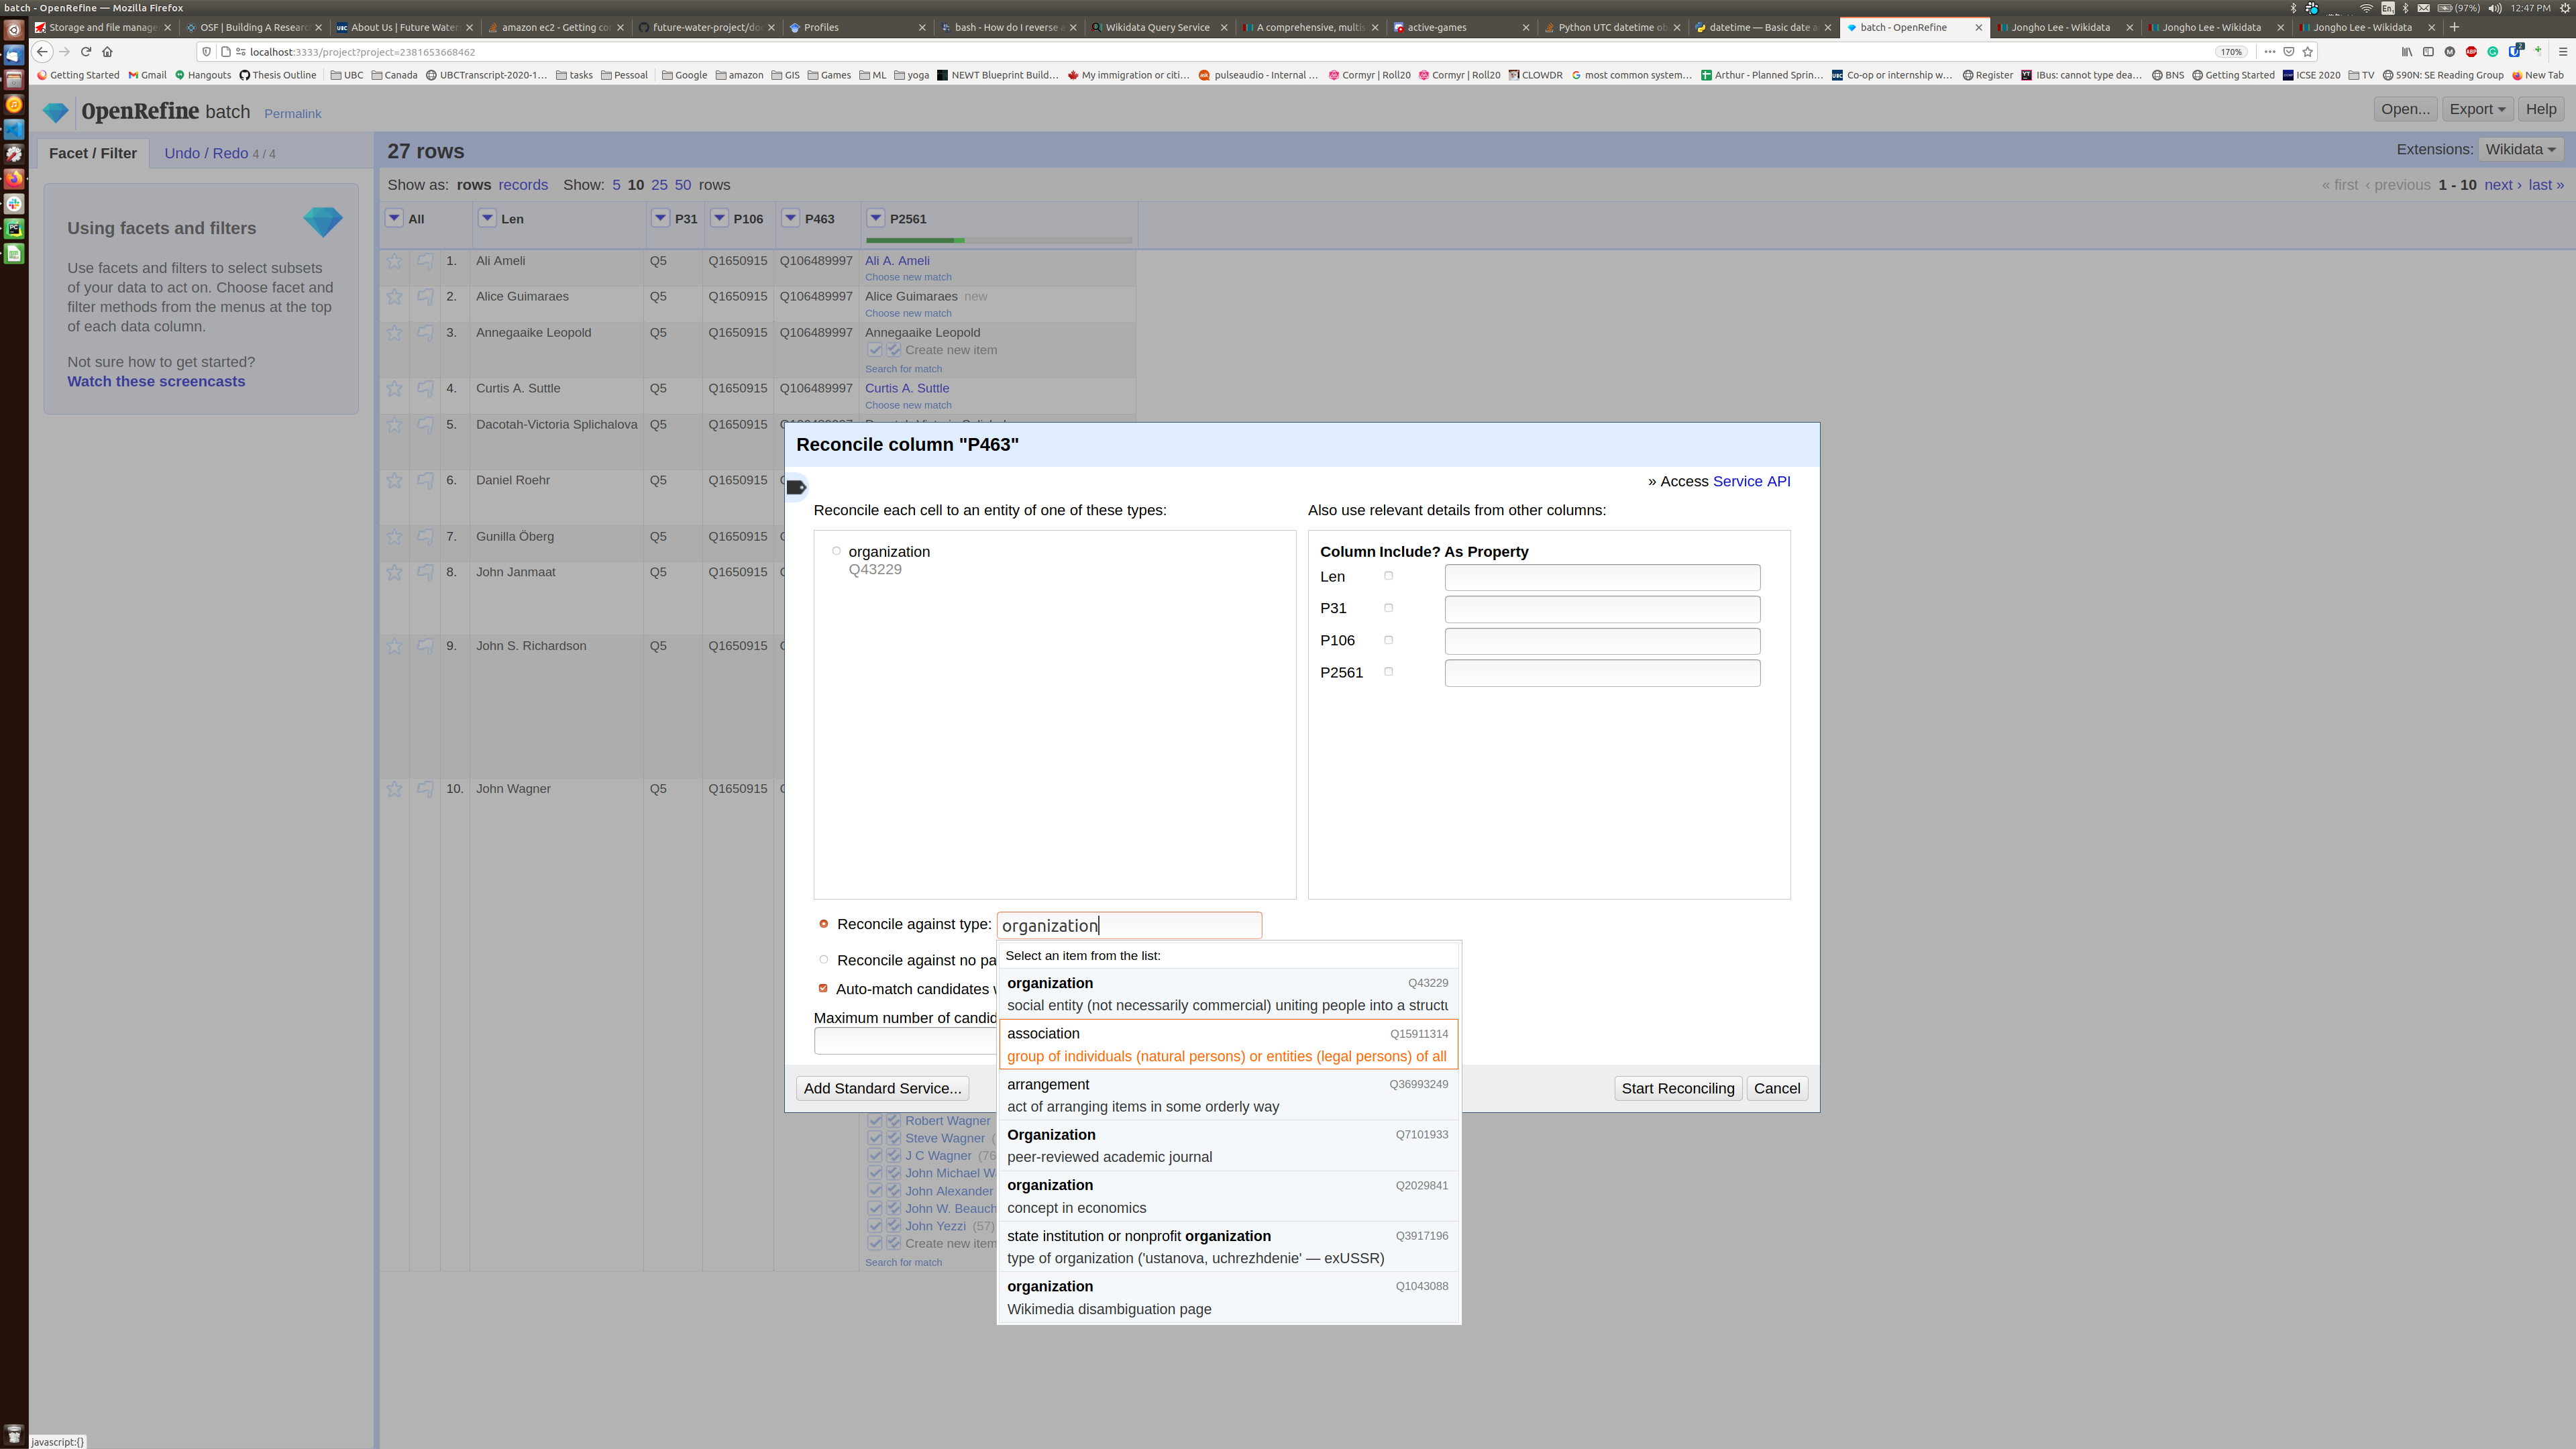 batch - OpenRefine — Mozilla Firefox
(97%) 12:47 PM
Storage and file manage
OSF | Building A Researc
About Us | Future Water
amazon ec2 - Getting co
future-water-project/do
Profiles
bash - How do I reverse a
Wikidata Query Service
A comprehensive, multis
active-games
Python UTC datetime ob
datetime — Basic date a
batch - OpenRefine
Jongho Lee - Wikidata
Jongho Lee - Wikidata
Jongho Lee - Wikidata
localhost:3333/project?project=2381653668462
170%
Getting Started Gmail Hangouts Thesis Outline UBC Canada UBCTranscript-2020-1… tasks Pessoal Google amazon GIS Games ML yoga NEWT Blueprint Build… My immigration or citi… pulseaudio - Internal … Cormyr | Roll20 Cormyr | Roll20 CLOWDR most common system… Arthur - Planned Sprin… Co-op or internship w… Register IBus: cannot type dea… BNS Getting Started ICSE 2020 TV 590N: SE Reading Group New Tab
OpenRefine batch Permalink
Open... Export Help
Facet / Filter
Undo / Redo 4 / 4
27 rows
Extensions: Wikidata
Show as: rows records Show: 5 10 25 50 rows
« first ‹ previous 1 - 10 next › last »
Using facets and filters
Use facets and filters to select subsets
of your data to act on. Choose facet and
filter methods from the menus at the top
of each data column.
Not sure how to get started?
Watch these screencasts
All Len P31 P106 P463 P2561
1. Ali Ameli Q5 Q1650915 Q106489997 Ali A. Ameli
Choose new match
2. Alice Guimaraes Q5 Q1650915 Q106489997 Alice Guimaraes new
Choose new match
3. Annegaaike Leopold Q5 Q1650915 Q106489997 Annegaaike Leopold
Create new item
Search for match
4. Curtis A. Suttle Q5 Q1650915 Q106489997 Curtis A. Suttle
Choose new match
5. Dacotah-Victoria Splichalova Q5 Q1650915
6. Daniel Roehr Q5 Q1650915
7. Gunilla Öberg Q5 Q1650915
8. John Janmaat Q5 Q1650915
9. John S. Richardson Q5 Q1650915
10. John Wagner Q5 Q1650915
Reconcile column "P463"
» Access Service API
Reconcile each cell to an entity of one of these types:
organization
Q43229
Also use relevant details from other columns:
Column Include? As Property
Len
P31
P106
P2561
Reconcile against type: organization
Reconcile against no pa
Auto-match candidates
Maximum number of candid
Select an item from the list:
organization Q43229
social entity (not necessarily commercial) uniting people into a structu
association Q15911314
group of individuals (natural persons) or entities (legal persons) of all
arrangement Q36993249
act of arranging items in some orderly way
Organization Q7101933
peer-reviewed academic journal
organization Q2029841
concept in economics
state institution or nonprofit organization Q3917196
type of organization ('ustanova, uchrezhdenie' — exUSSR)
organization Q1043088
Wikimedia disambiguation page
Add Standard Service...
Start Reconciling Cancel
Robert Wagner
Steve Wagner
J C Wagner (76
John Michael Wa
John Alexander
John W. Beauch
John Yezzi (57)
Create new item
Search for match
javascript:{}